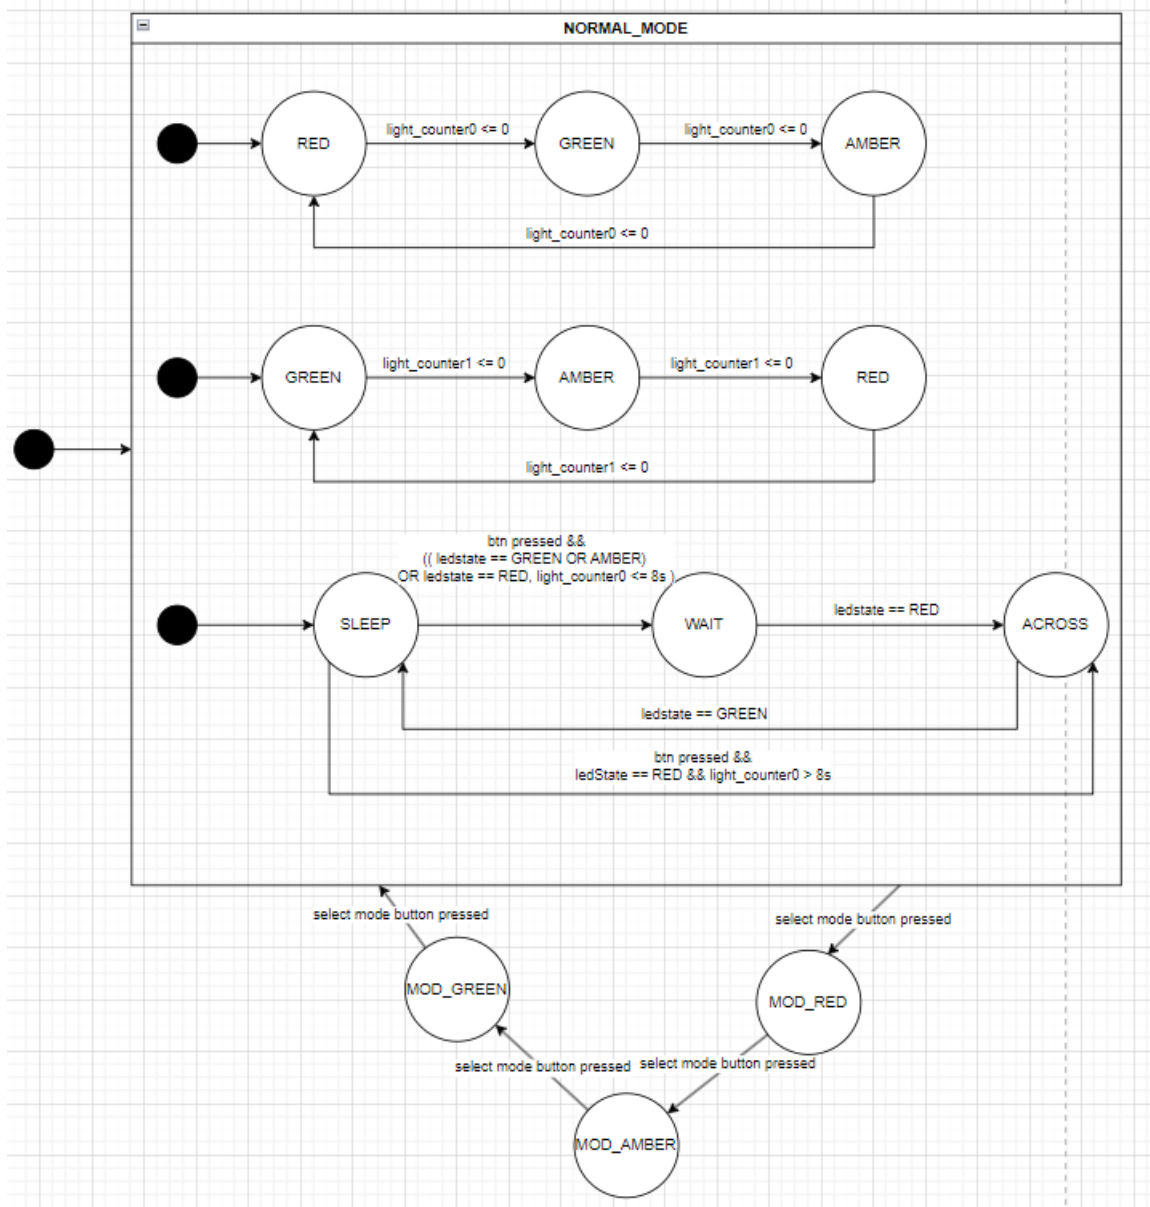 NORMAL_MODE
RED
light_counter0 <= 0
GREEN
light_counter0 <= 0
AMBER
light_counter0 <= 0
GREEN
light_counter1 <= 0
AMBER
light_counter1 <= 0
RED
light_counter1 <= 0
btn pressed &&
(( ledstate == GREEN OR AMBER)
OR ledstate == RED, light_counter0 <= 8s )
SLEEP
WAIT
ledstate == RED
ACROSS
ledstate == GREEN
btn pressed &&
ledState == RED && light_counter0 > 8s
select mode button pressed
select mode button pressed
MOD_GREEN
MOD_RED
select mode button pressed
select mode button pressed
MOD_AMBER